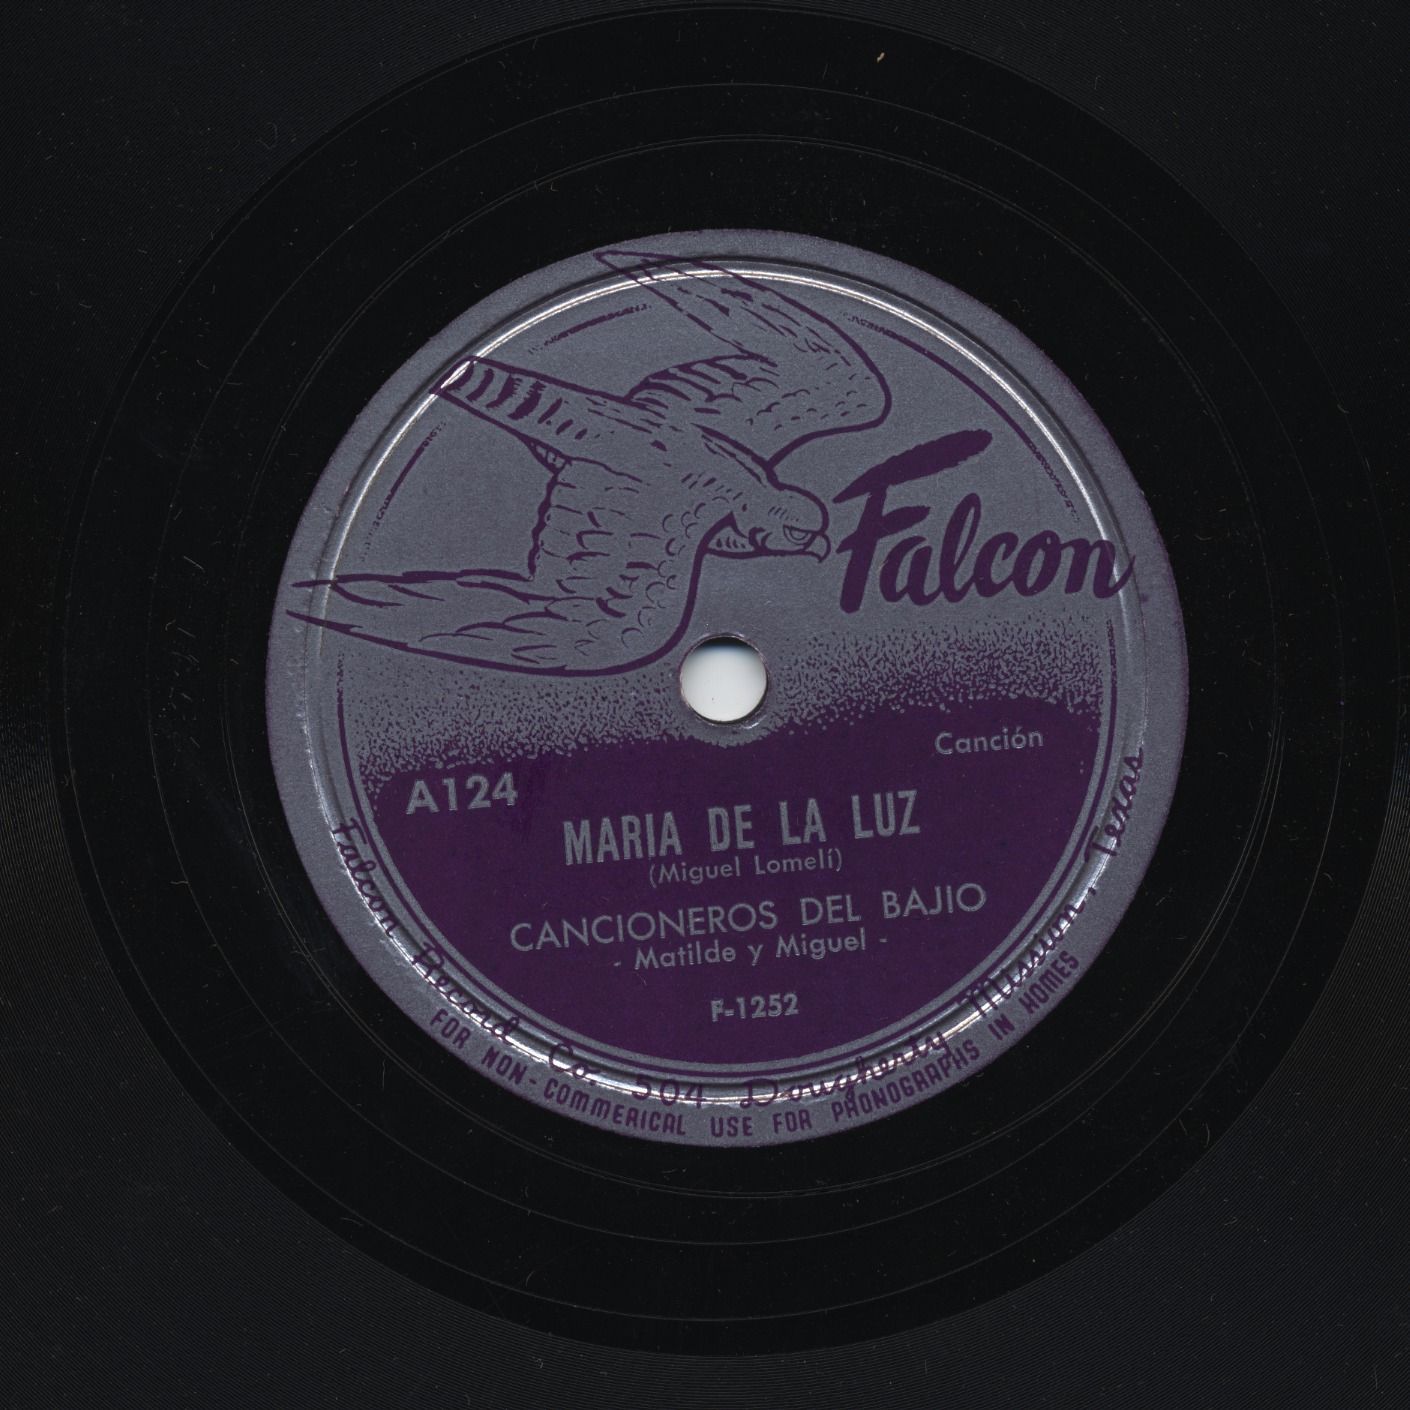 Falcon
Canción
A124
MARIA DE LA LUZ
(Miguel Lomelí)
CANCIONEROS DEL BAJIO
- Matilde y Miguel -
F-1252
Falcon Record Co. 504 Dougherty Mission, Texas
FOR NON-COMMERICAL USE FOR PHONOGRAPHS IN HOMES